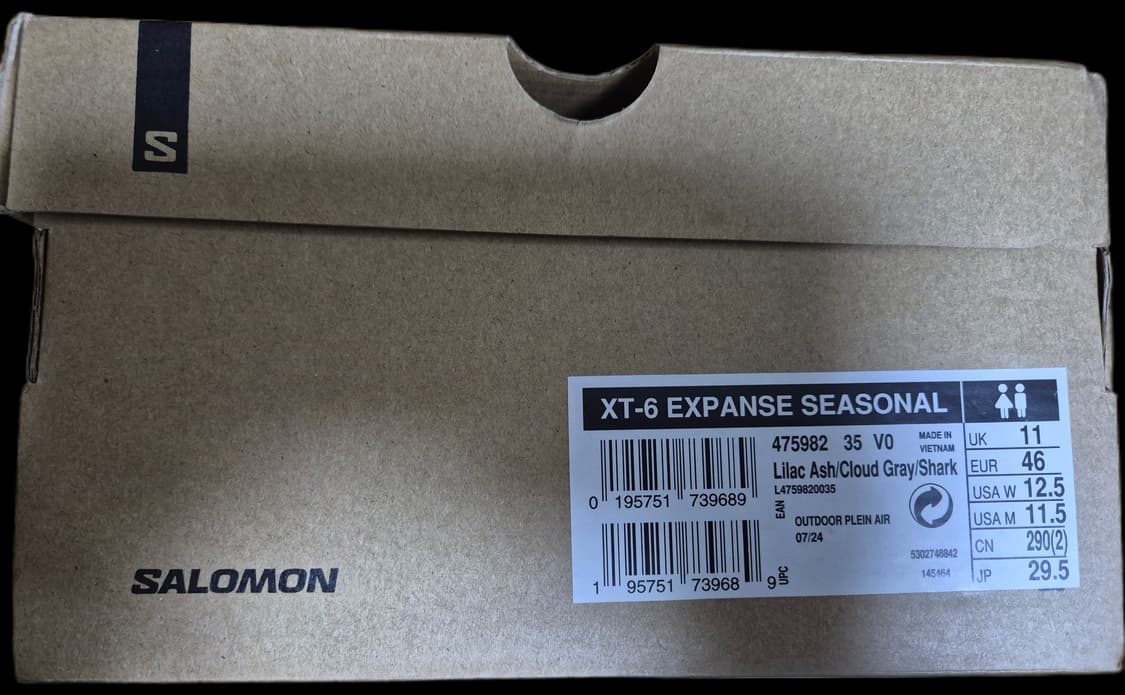 S
XT-6 EXPANSE SEASONAL
475982 35 V0
MADE IN
VIETNAM
Lilac Ash/Cloud Gray/Shark
L4759820035
EAN
0 195751 739689
OUTDOOR PLEIN AIR
07/24
5302748842
145464
1 95751 73968 9
UPC
UK 11
EUR 46
USA W 12.5
USA M 11.5
CN 290(2)
JP 29.5
SALOMON